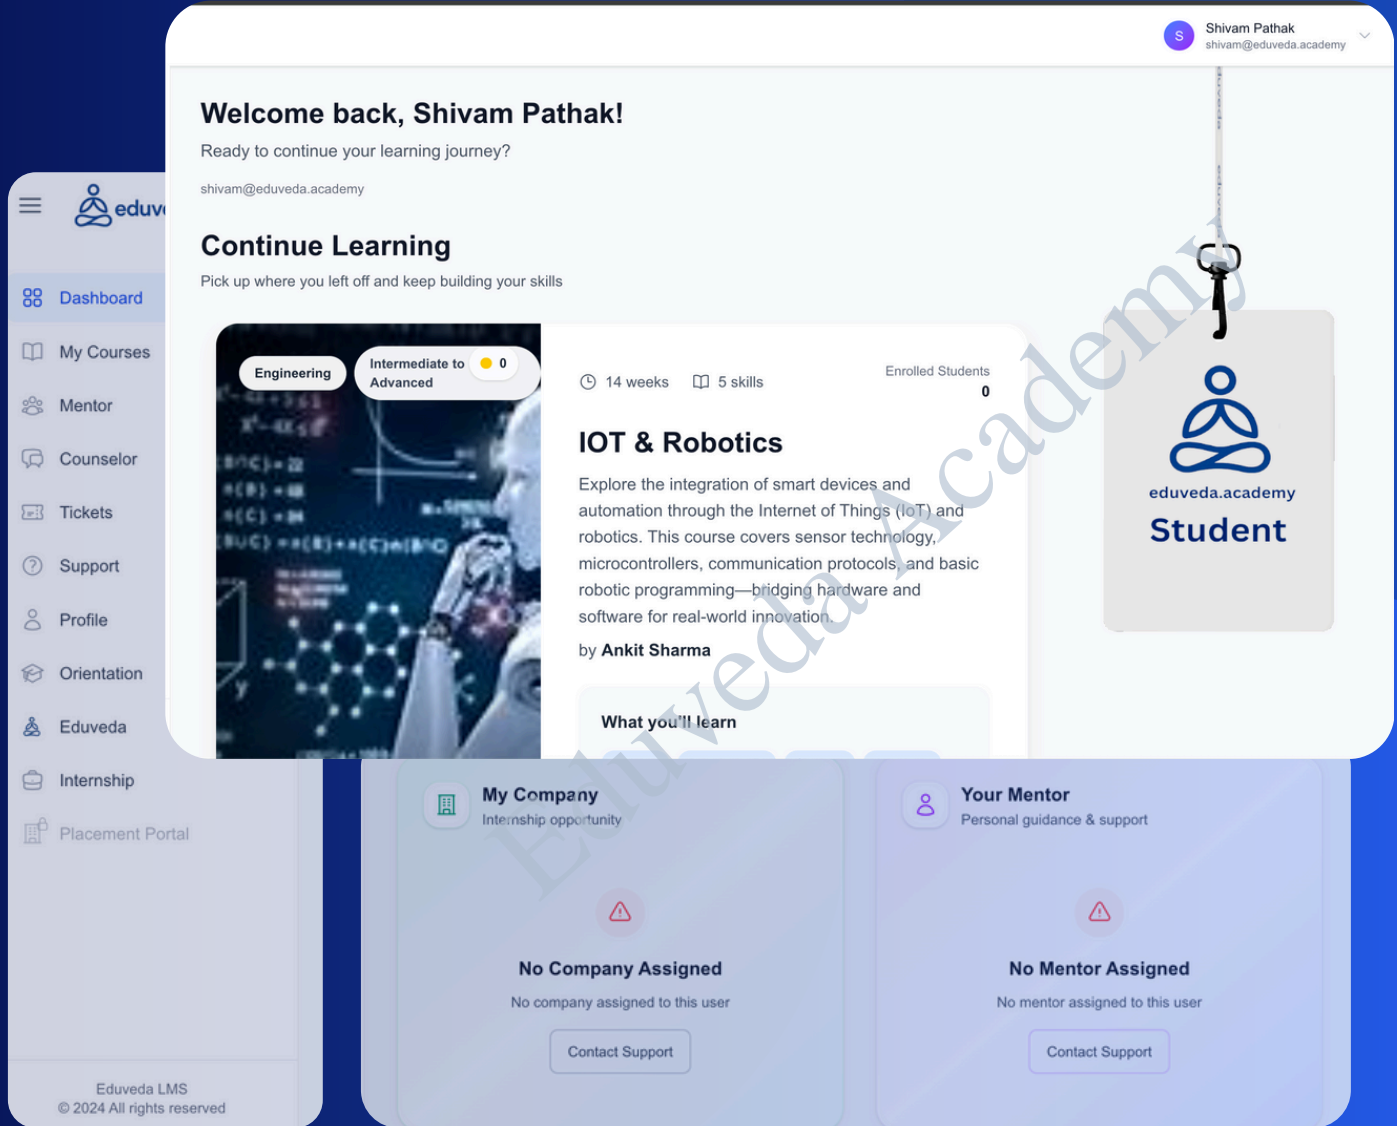 S
Shivam Pathak
shivam@eduveda.academy
Welcome back, Shivam Pathak!
Ready to continue your learning journey?
shivam@eduveda.academy
Continue Learning
Pick up where you left off and keep building your skills
Dashboard
My Courses
Mentor
Counselor
Tickets
Support
Profile
Orientation
Eduveda
Internship
Placement Portal
Eduveda LMS
© 2024 All rights reserved
Engineering
Intermediate to
Advanced
0
14 weeks
5 skills
Enrolled Students
0
IOT & Robotics
Explore the integration of smart devices and
automation through the Internet of Things (IoT) and
robotics. This course covers sensor technology,
microcontrollers, communication protocols, and basic
robotic programming—bridging hardware and
software for real-world innovation.
by Ankit Sharma
What you'll learn
eduveda.academy
Student
Eduveda Academy
My Company
Internship opportunity
No Company Assigned
No company assigned to this user
Contact Support
Your Mentor
Personal guidance & support
No Mentor Assigned
No mentor assigned to this user
Contact Support